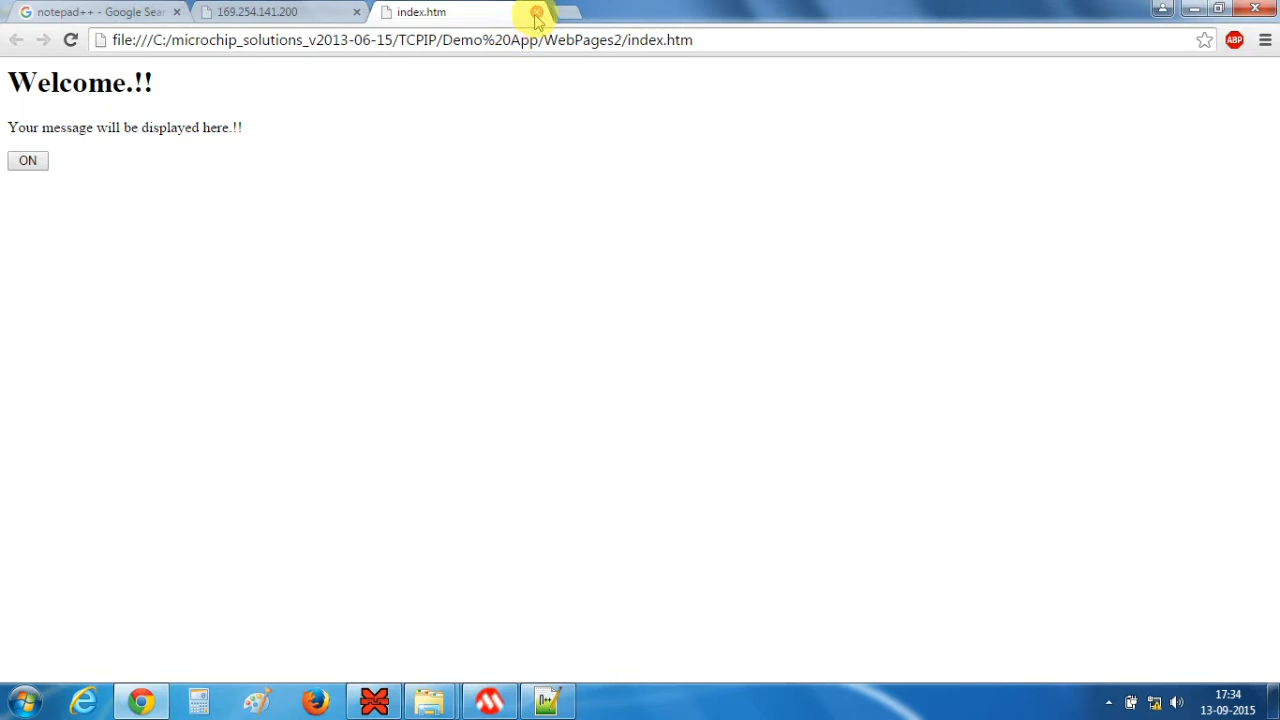 notepad++ - Google Sear
169.254.141.200
index.htm
file:///C:/microchip_solutions_v2013-06-15/TCPIP/Demo%20App/WebPages2/index.htm
ABP
Welcome.!!
Your message will be displayed here.!!
ON
17:34
13-09-2015